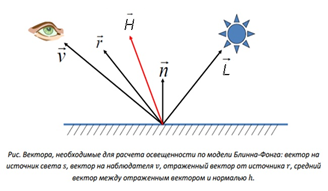 H
r
v
n
L
Рис. Вектора, необходимые для расчета освещенности по модели Блинна-Фонга: вектор на
источник света s, вектор на наблюдателя v, отраженный вектор от источника r, средний
вектор между отраженным вектором и нормалью h.